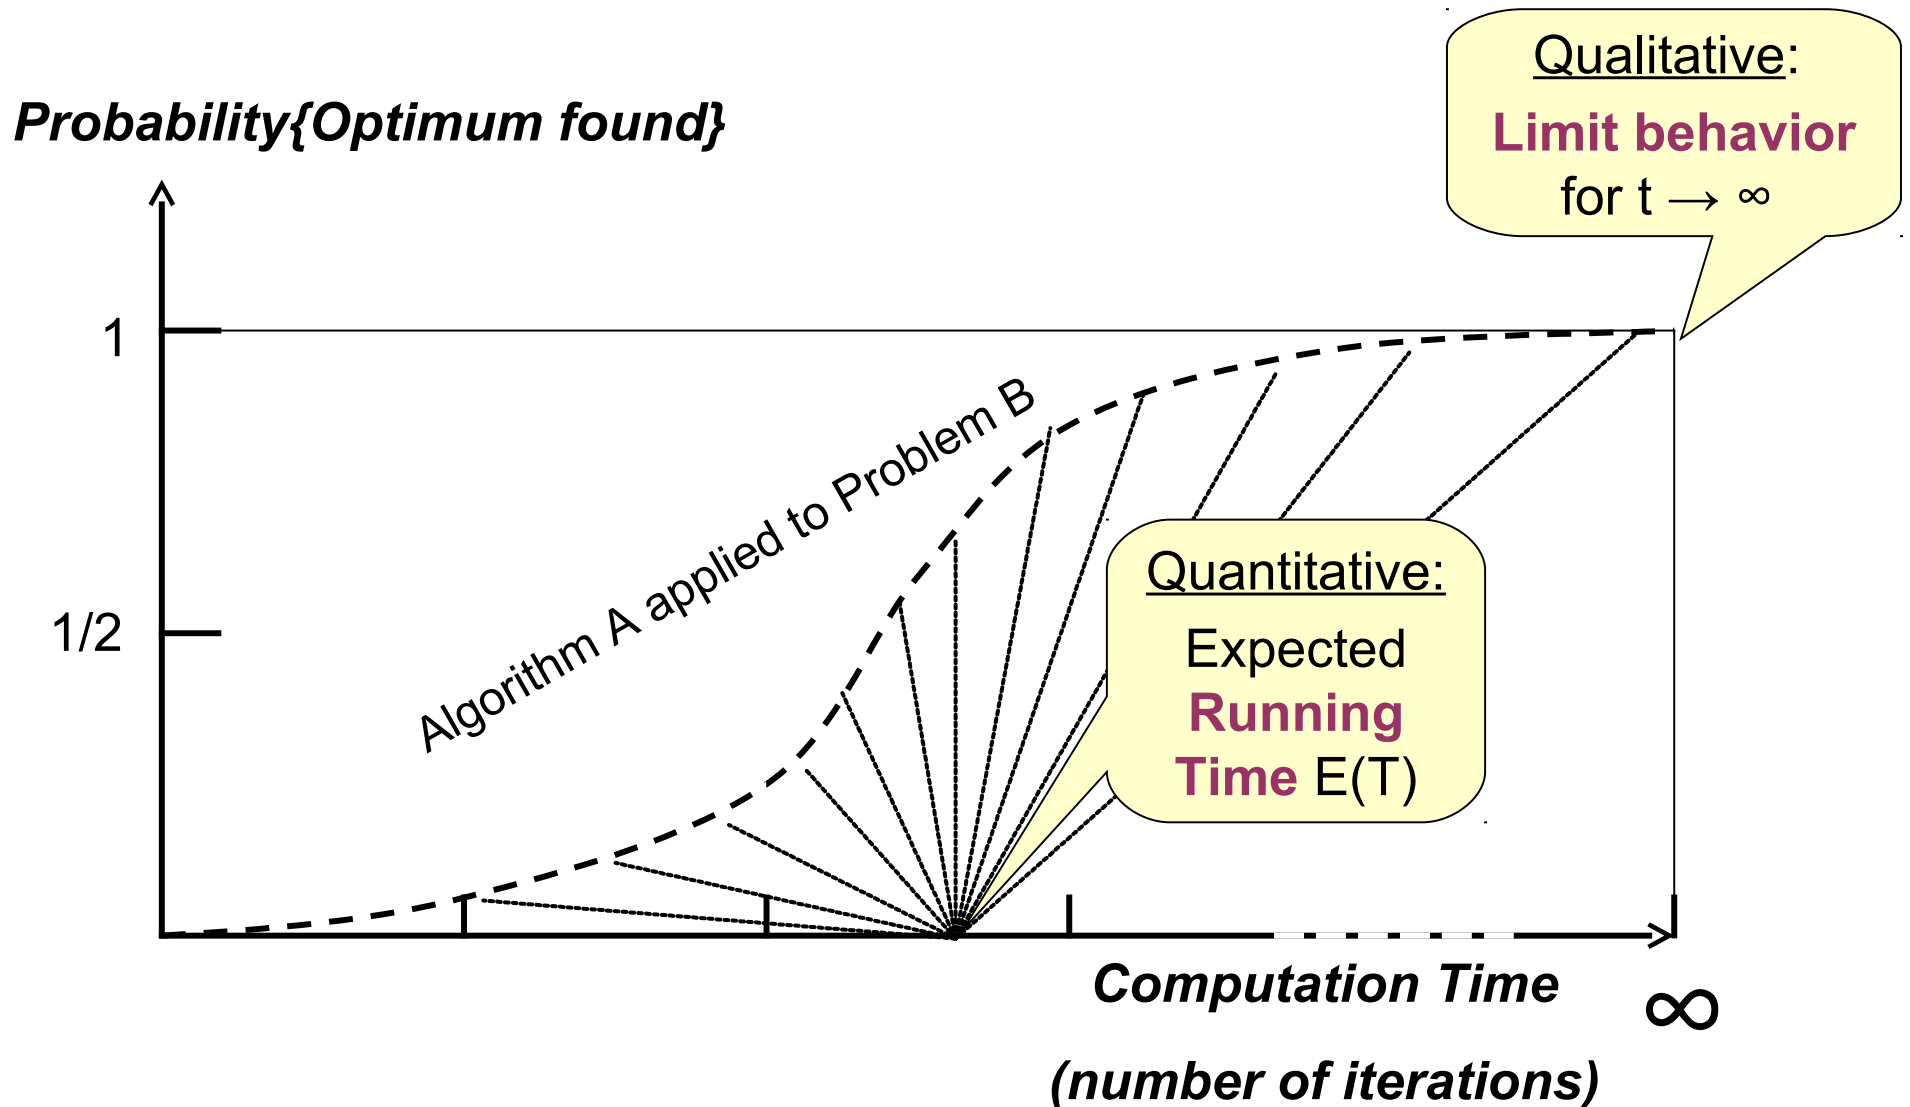 Qualitative:
Limit behavior
for t → ∞
Probability{Optimum found}
1
Algorithm A applied to Problem B
1/2
Quantitative:
Expected
Running
Time E(T)
Computation Time
∞
(number of iterations)